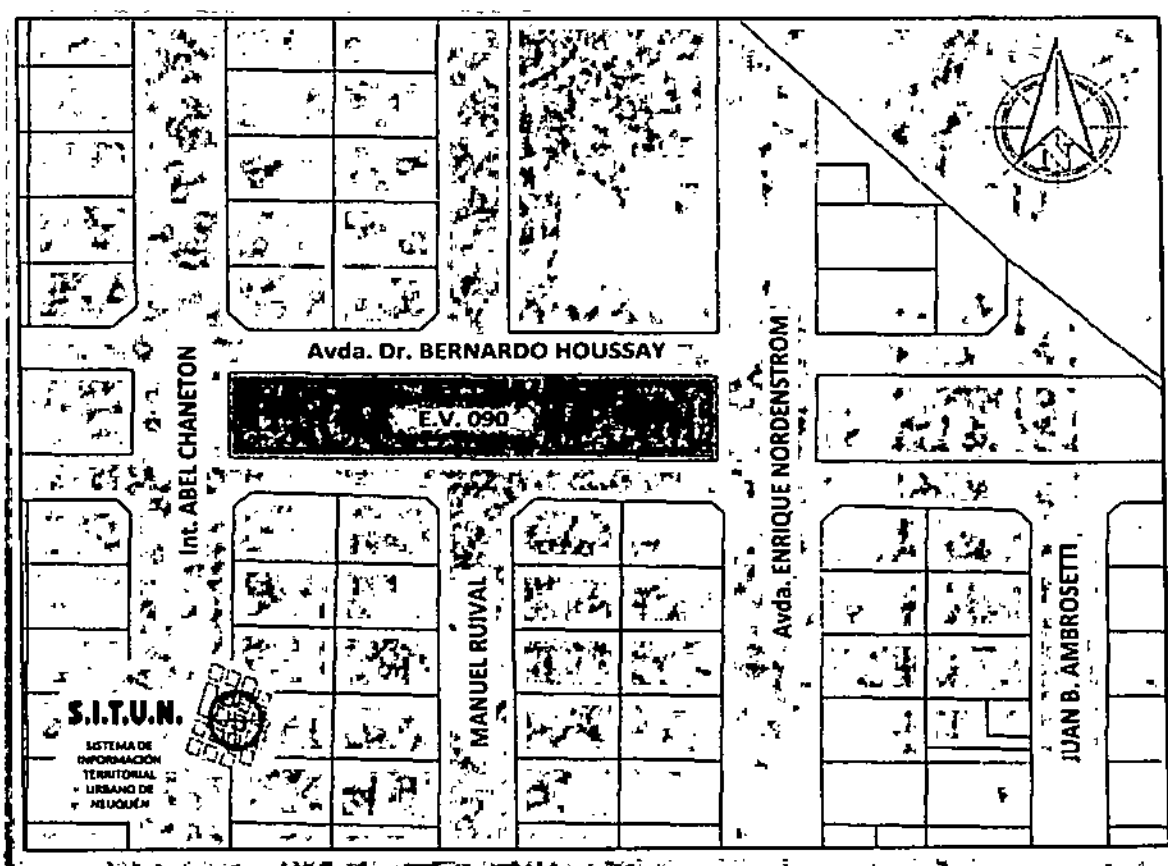 N
Avda. Dr. BERNARDO HOUSSAY
E.V. 090
Int. ABEL CHANETON
Avda. ENRIQUE NORDENSTROM
MANUEL RUIVAL
JUAN B. AMBROSETTI
S.I.T.U.N.
SISTEMA DE
INFORMACIÓN
TERRITORIAL
URBANO DE
NEUQUÉN